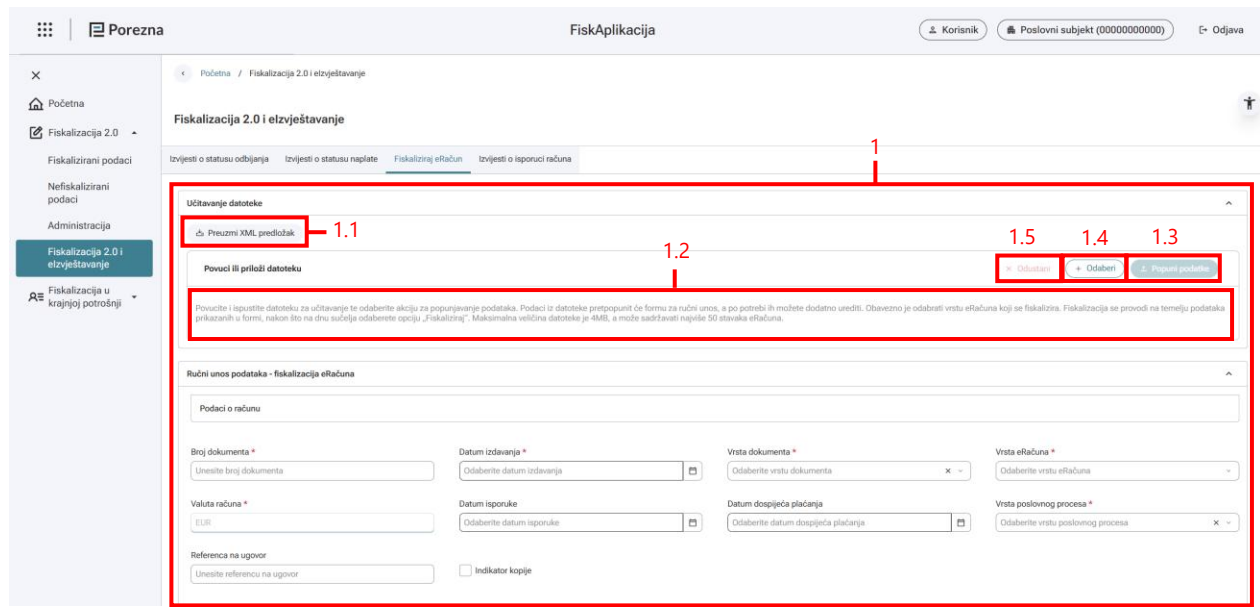 Porezna
FiskAplikacija
Korisnik
Poslovni subjekt (00000000000)
Odjava
Početna / Fiskalizacija 2.0 i eIzvještavanje
Početna
Fiskalizacija 2.0
Fiskalizirani podaci
Nefiskalizirani
podaci
Administracija
Fiskalizacija 2.0 i
eIzvještavanje
Fiskalizacija u
krajnjoj potrošnji
Fiskalizacija 2.0 i eIzvještavanje
Izvijesti o statusu odbijanja Izvijesti o statusu naplate Fiskaliziraj eRačun Izvijesti o isporuci računa
1
Učitavanje datoteke
Preuzmi XML predložak
1.1
1.2
1.5 1.4 1.3
Povuci ili priloži datoteku
Odustani
Odaberi
Popuni podatke
Povucite i ispustite datoteku za učitavanje te odaberite akciju za popunjavanje podataka. Podaci iz datoteke pretpopunit će formu za ručni unos, a po potrebi ih možete dodatno urediti. Obavezno je odabrati vrstu eRačuna koji se fiskalizira. Fiskalizacija se provodi na temelju podataka
prikazanih u formi, nakon što na dnu sučelja odaberete opciju „Fiskaliziraj”. Maksimalna veličina datoteke je 4MB, a može sadržavati najviše 50 stavaka eRačuna.
Ručni unos podataka - fiskalizacija eRačuna
Podaci o računu
Broj dokumenta * Datum izdavanja * Vrsta dokumenta * Vrsta eRačuna *
Unesite broj dokumenta Odaberite datum izdavanja Odaberite vrstu dokumenta Odaberite vrstu eRačuna
Valuta računa * Datum isporuke Datum dospijeća plaćanja Vrsta poslovnog procesa *
EUR Odaberite datum isporuke Odaberite datum dospijeća plaćanja Odaberite vrstu poslovnog procesa
Referenca na ugovor
Unesite referencu na ugovor Indikator kopije